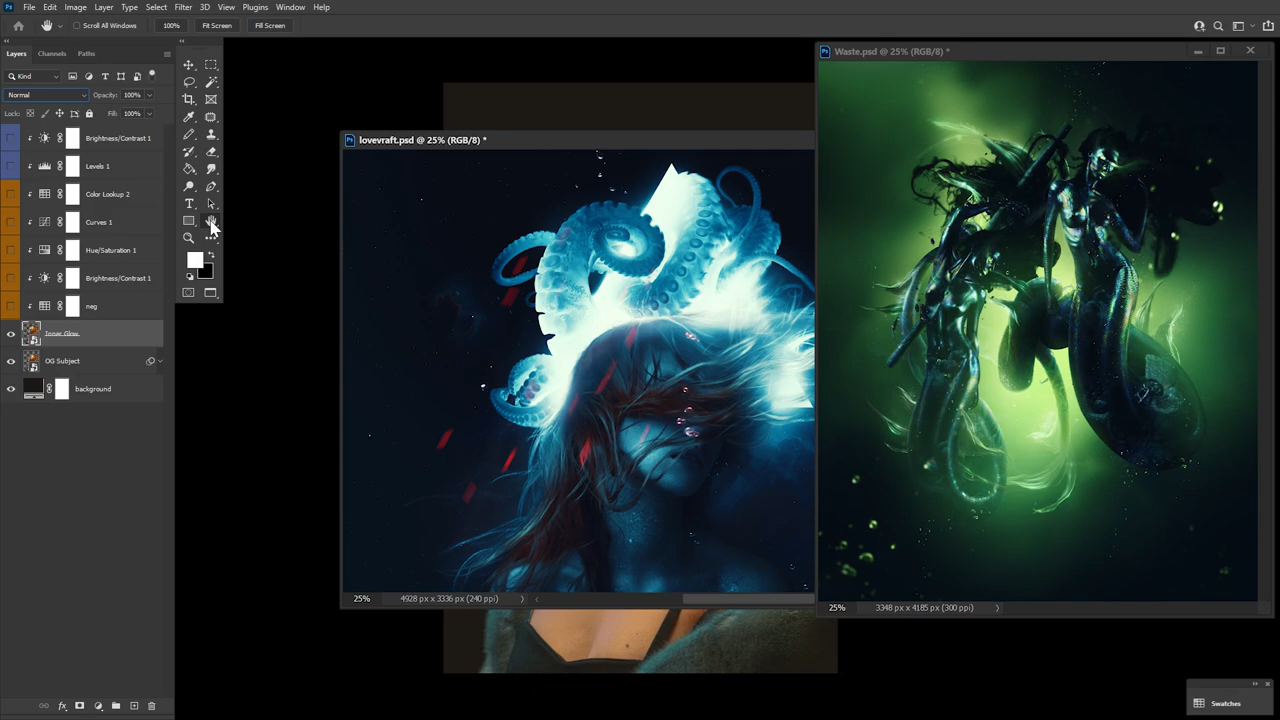 Ps File Edit Image Layer Type Select Filter 3D View Plugins Window Help
Scroll All Windows 100% Fit Screen Fill Screen
Layers Channels Paths
Kind
Normal Opacity: 100%
Lock: Fill: 100%
Brightness/Contrast 1
Levels 1
Color Lookup 2
Curves 1
Hue/Saturation 1
Brightness/Contrast 1
neg
Inner Glow
OG Subject
background
fx
Ps lovevraft.psd @ 25% (RGB/8) *
25% 4928 px x 3336 px (240 ppi)
Ps Waste.psd @ 25% (RGB/8) *
25% 3348 px x 4185 px (300 ppi)
Swatches